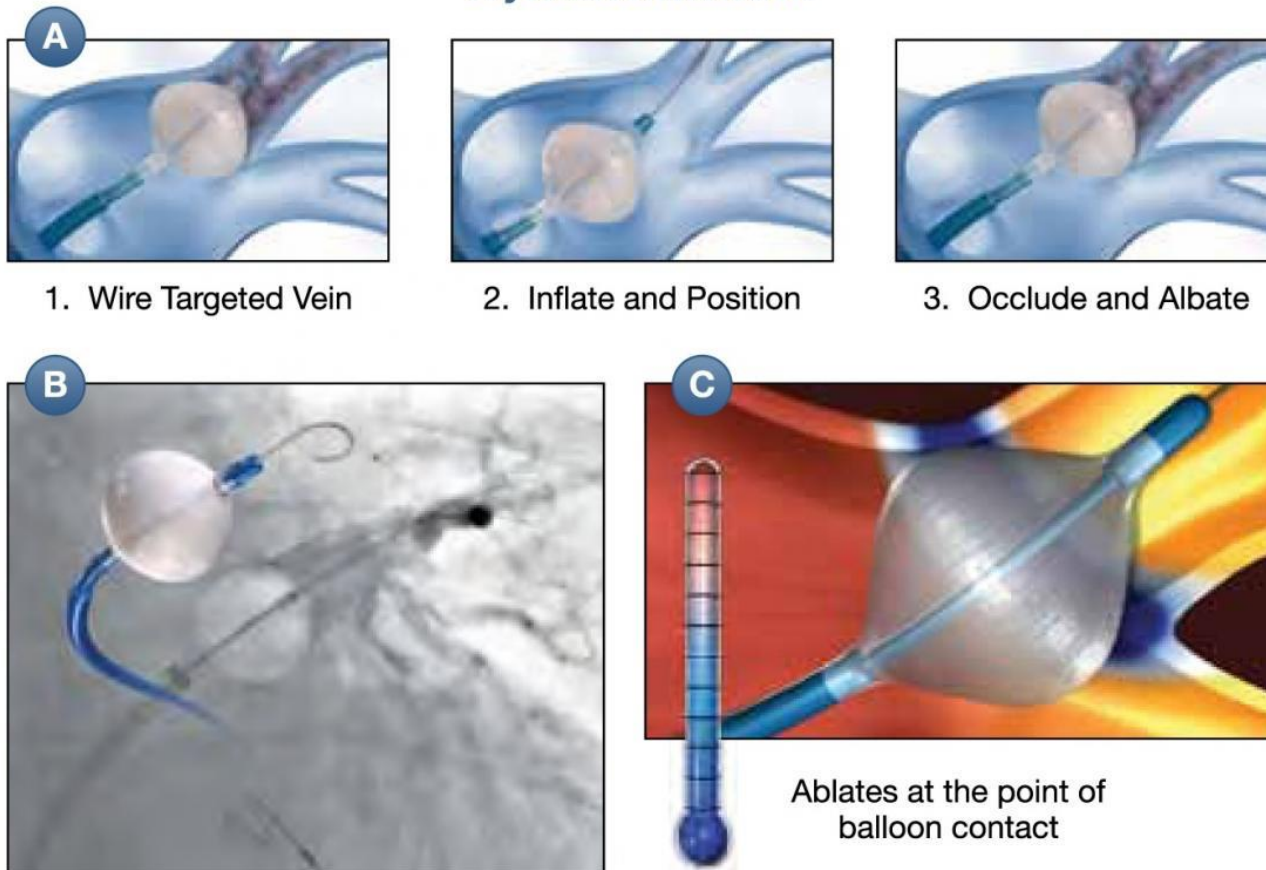 A
1. Wire Targeted Vein
2. Inflate and Position
3. Occlude and Albate
B
C
Ablates at the point of
balloon contact